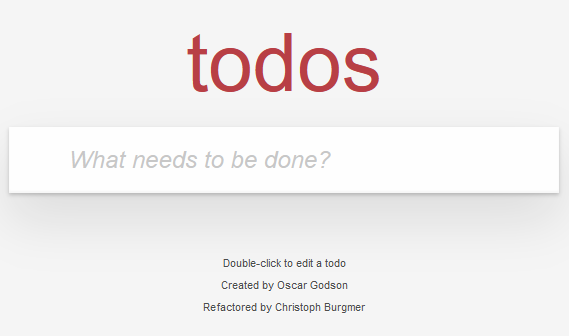 todos
What needs to be done?
Double-click to edit a todo
Created by Oscar Godson
Refactored by Christoph Burgmer